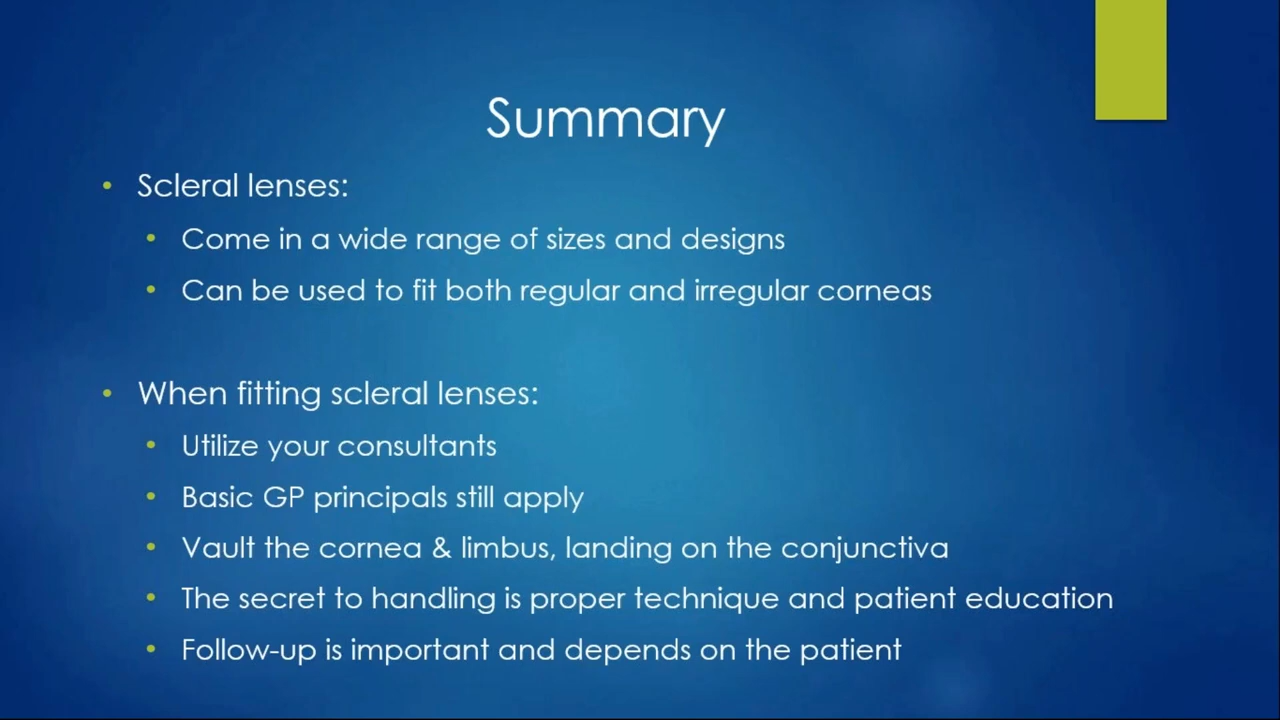 Summary
• Scleral lenses:
• Come in a wide range of sizes and designs
• Can be used to fit both regular and irregular corneas
• When fitting scleral lenses:
• Utilize your consultants
• Basic GP principals still apply
• Vault the cornea & limbus, landing on the conjunctiva
• The secret to handling is proper technique and patient education
• Follow-up is important and depends on the patient